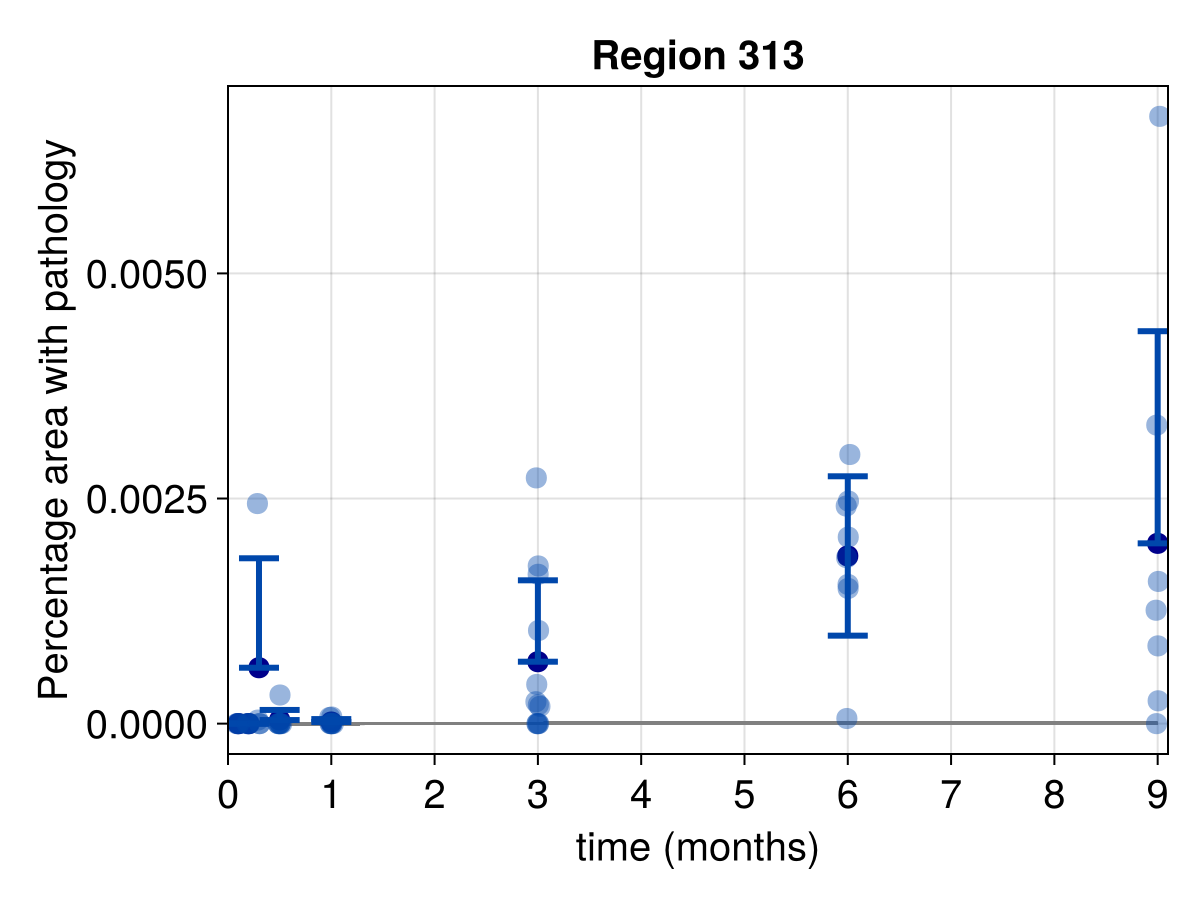 Region 313
Percentage area with pathology
0.0050
0.0025
0.0000
0 1 2 3 4 5 6 7 8 9
time (months)